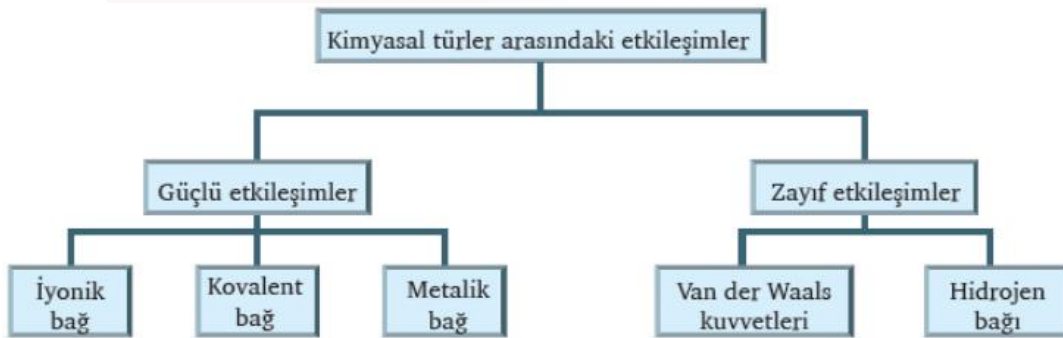 Kimyasal türler arasındaki etkileşimler
Güçlü etkileşimler
Zayıf etkileşimler
İyonik
bağ
Kovalent
bağ
Metalik
bağ
Van der Waals
kuvvetleri
Hidrojen
bağı